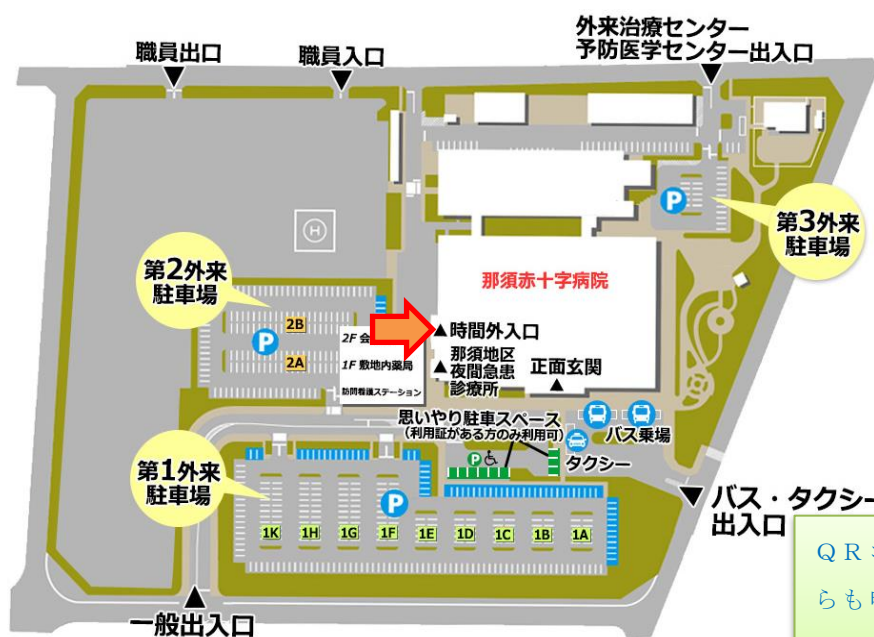 職員出口
職員入口
外来治療センター
予防医学センター出入口
P
第3外来
駐車場
H
第2外来
駐車場
那須赤十字病院
2B
P
2A
2F 会
1F 敷地内薬局
訪問看護ステーション
▲時間外入口
▲那須地区
夜間急患
診療所
正面玄関
思いやり駐車スペース
(利用証がある方のみ利用可)
バス乗場
タクシー
P
第1外来
駐車場
P
1K 1H 1G 1F 1E 1D 1C 1B 1A
バス・タクシー
出入口
一般出入口
QR
らも